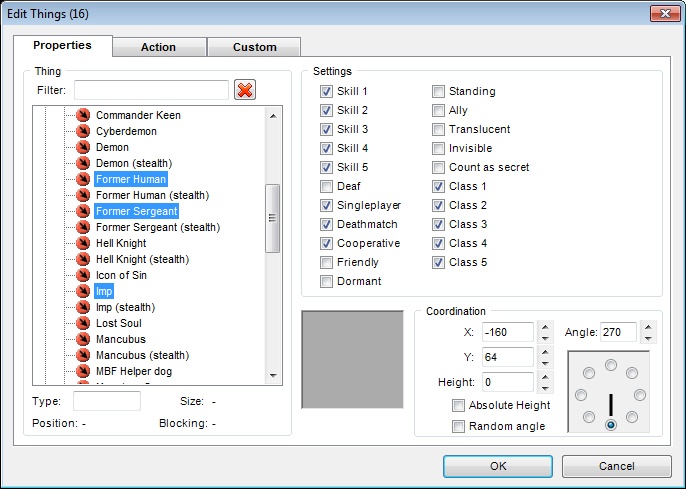 Edit Things (16)
Properties Action Custom
Thing
Filter:
Commander Keen
Cyberdemon
Demon
Demon (stealth)
Former Human
Former Human (stealth)
Former Sergeant
Former Sergeant (stealth)
Hell Knight
Hell Knight (stealth)
Icon of Sin
Imp
Imp (stealth)
Lost Soul
Mancubus
Mancubus (stealth)
MBF Helper dog
Type: Size: -
Position: - Blocking: -
Settings
Skill 1 Standing
Skill 2 Ally
Skill 3 Translucent
Skill 4 Invisible
Skill 5 Count as secret
Deaf Class 1
Singleplayer Class 2
Deathmatch Class 3
Cooperative Class 4
Friendly Class 5
Dormant
Coordination
X: -160 Angle: 270
Y: 64
Height: 0
Absolute Height
Random angle
OK Cancel